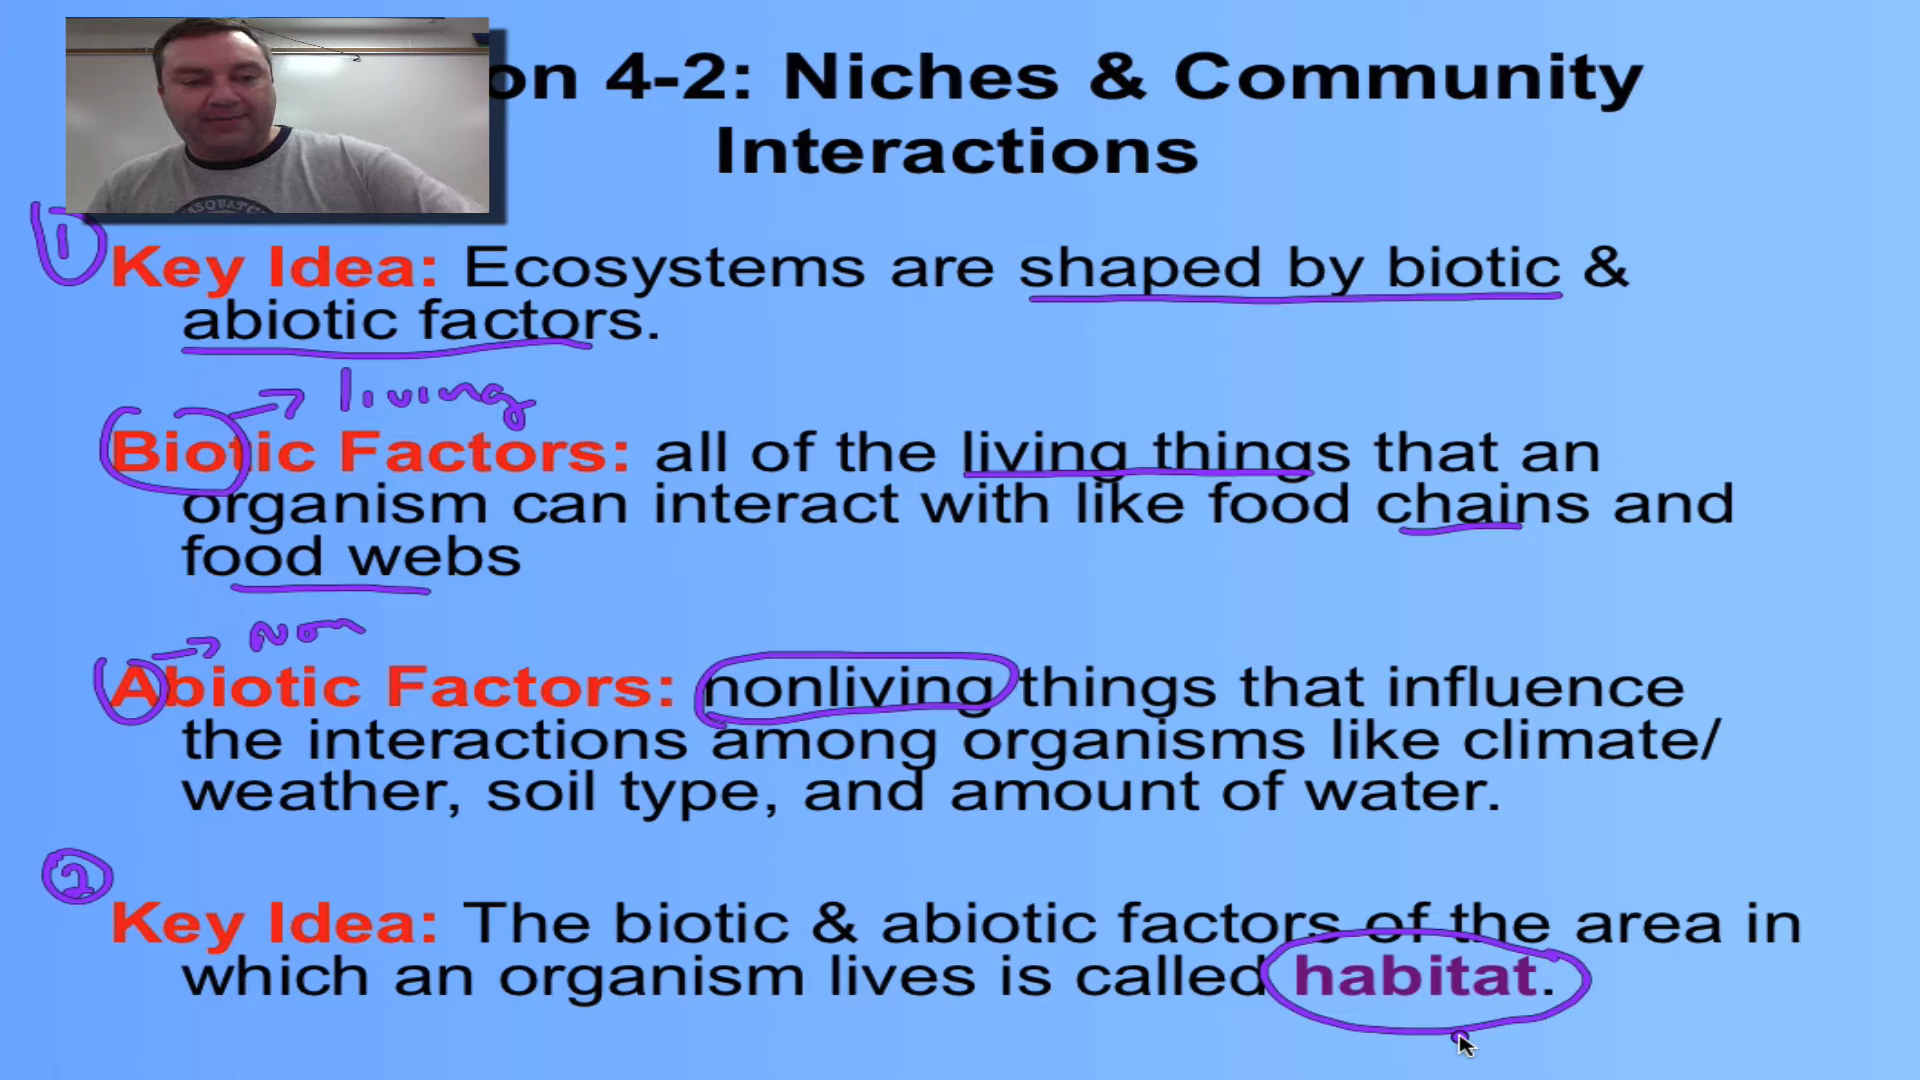 on 4-2: Niches & Community
Interactions
SASQUATCH
1
Key Idea: Ecosystems are shaped by biotic &
abiotic factors.
living
Biotic Factors: all of the living things that an
organism can interact with like food chains and
food webs
Non
Abiotic Factors: nonliving things that influence
the interactions among organisms like climate/
weather, soil type, and amount of water.
2
Key Idea: The biotic & abiotic factors of the area in
which an organism lives is called habitat.